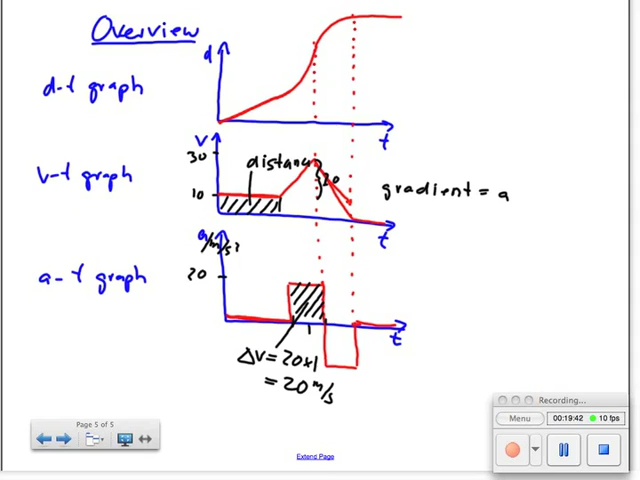 Overview
d
d-t graph
t
v
30
distance
v-t graph
20
gradient = a
10
t
a/m/s²
20
a-t graph
1
t
Δv = 20×1
= 20 m/s
Page 5 of 5
Extend Page
Recording...
Menu
00:19:42
10 fps